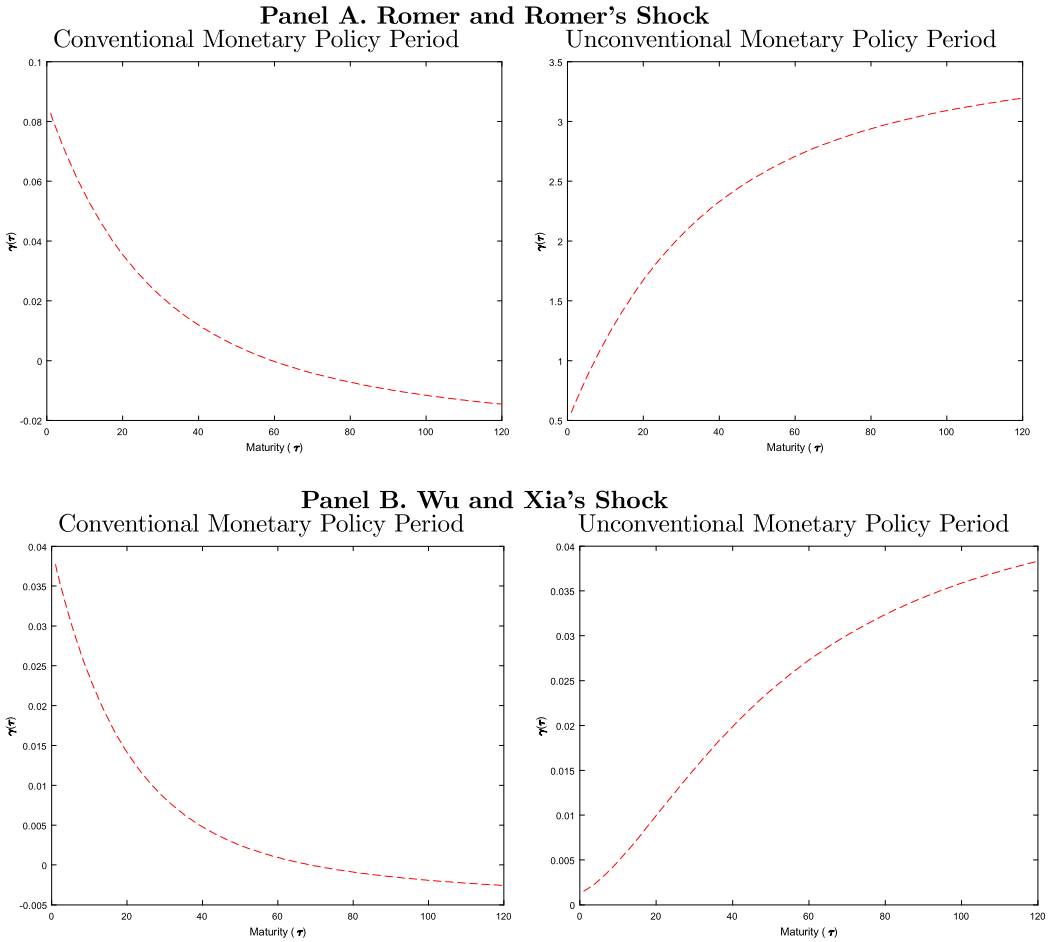 Panel A. Romer and Romer's Shock
Conventional Monetary Policy Period
Unconventional Monetary Policy Period
0.1
0.08
0.06
0.04
0.02
0
-0.02
γ(τ)
0 20 40 60 80 100 120
Maturity ( τ)
3.5
3
2.5
2
1.5
1
0.5
γ(τ)
0 20 40 60 80 100 120
Maturity ( τ)
Panel B. Wu and Xia's Shock
Conventional Monetary Policy Period
Unconventional Monetary Policy Period
0.04
0.035
0.03
0.025
0.02
0.015
0.01
0.005
0
-0.005
γ(τ)
0 20 40 60 80 100 120
Maturity ( τ)
0.04
0.035
0.03
0.025
0.02
0.015
0.01
0.005
0
γ(τ)
0 20 40 60 80 100 120
Maturity ( τ)